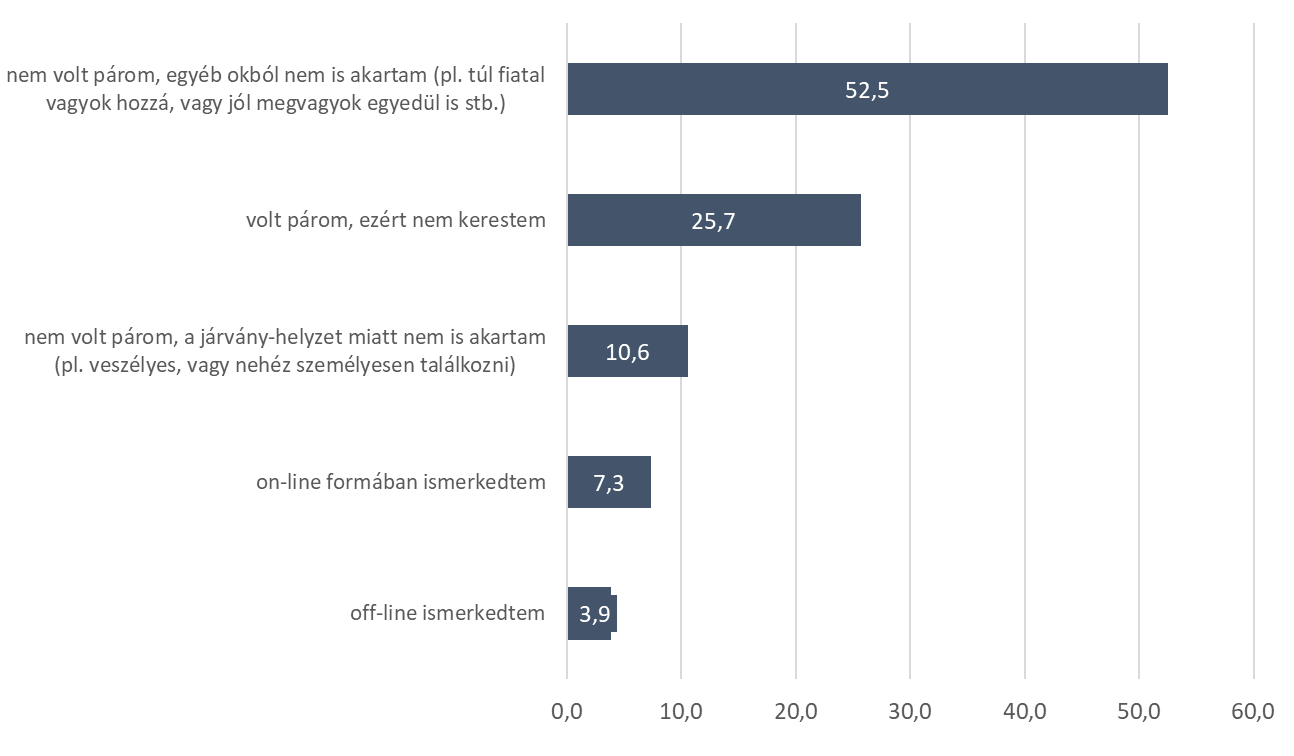 nem volt párom, egyéb okból nem is akartam (pl. túl fiatal
vagyok hozzá, vagy jól megvagyok egyedül is stb.)
52,5
volt párom, ezért nem kerestem
25,7
nem volt párom, a járvány-helyzet miatt nem is akartam
(pl. veszélyes, vagy nehéz személyesen találkozni)
10,6
on-line formában ismerkedtem
7,3
off-line ismerkedtem
3,9
0,0 10,0 20,0 30,0 40,0 50,0 60,0